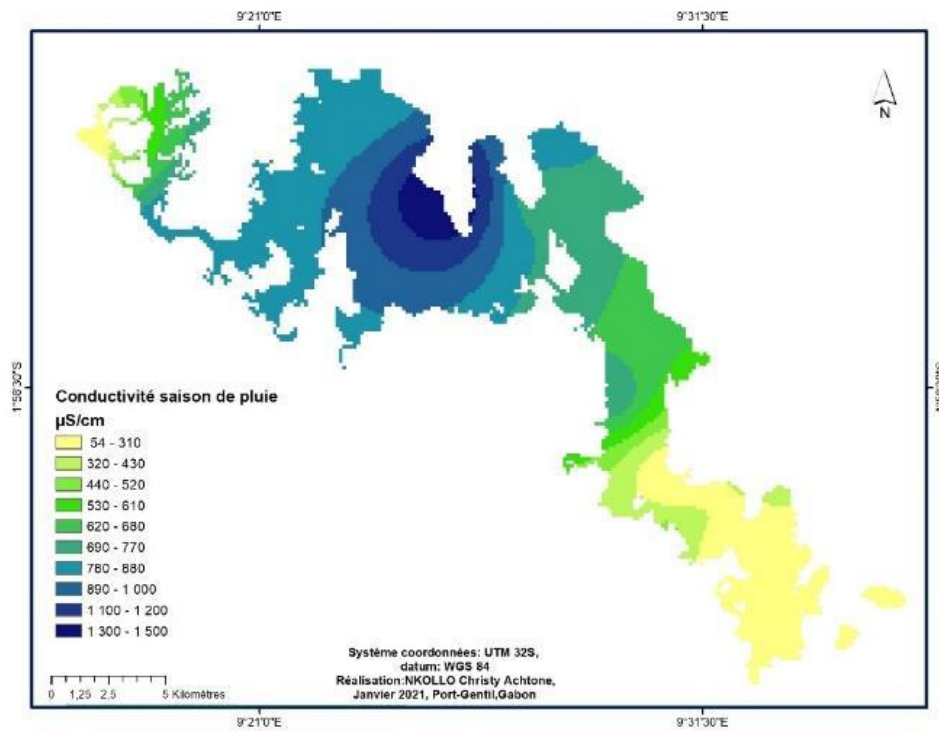 9°21'0"E
9°31'30"E
N
1°58'30"S
Conductivité saison de pluie
µS/cm
54 - 310
320 - 430
440 - 520
530 - 610
620 - 680
690 - 770
780 - 880
890 - 1 000
1 100 - 1 200
1 300 - 1 500
0 1,25 2,5 5 Kilomètres
Système coordonnées: UTM 32S,
datum: WGS 84
Réalisation:NKOLLO Christy Achtone,
Janvier 2021, Port-Gentil,Gabon
9°21'0"E
9°31'30"E